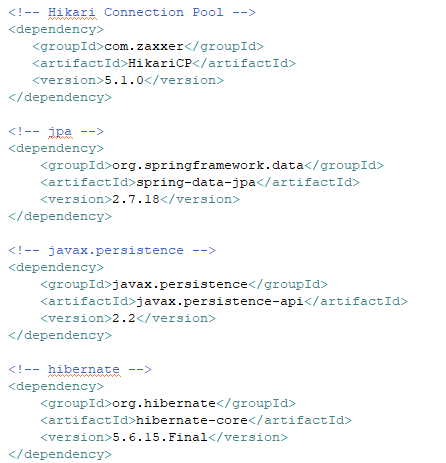 <!-- Hikari Connection Pool -->
<dependency>
<groupId>com.zaxxer</groupId>
<artifactId>HikariCP</artifactId>
<version>5.1.0</version>
</dependency>
<!-- jpa -->
<dependency>
<groupId>org.springframework.data</groupId>
<artifactId>spring-data-jpa</artifactId>
<version>2.7.18</version>
</dependency>
<!-- javax.persistence -->
<dependency>
<groupId>javax.persistence</groupId>
<artifactId>javax.persistence-api</artifactId>
<version>2.2</version>
</dependency>
<!-- hibernate -->
<dependency>
<groupId>org.hibernate</groupId>
<artifactId>hibernate-core</artifactId>
<version>5.6.15.Final</version>
</dependency>